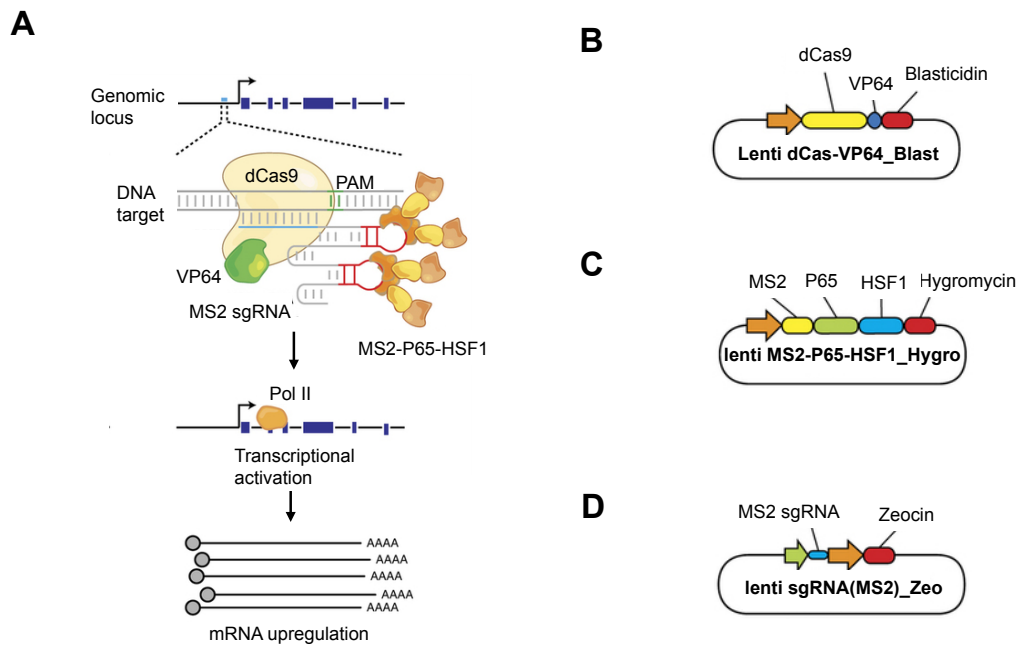 A
Genomic
locus
dCas9
PAM
DNA
target
VP64
MS2 sgRNA
MS2-P65-HSF1
Pol II
Transcriptional
activation
AAAA
AAAA
AAAA
AAAA
AAAA
mRNA upregulation
B
dCas9
VP64
Blasticidin
Lenti dCas-VP64_Blast
C
MS2
P65
HSF1
Hygromycin
lenti MS2-P65-HSF1_Hygro
D
MS2 sgRNA
Zeocin
lenti sgRNA(MS2)_Zeo